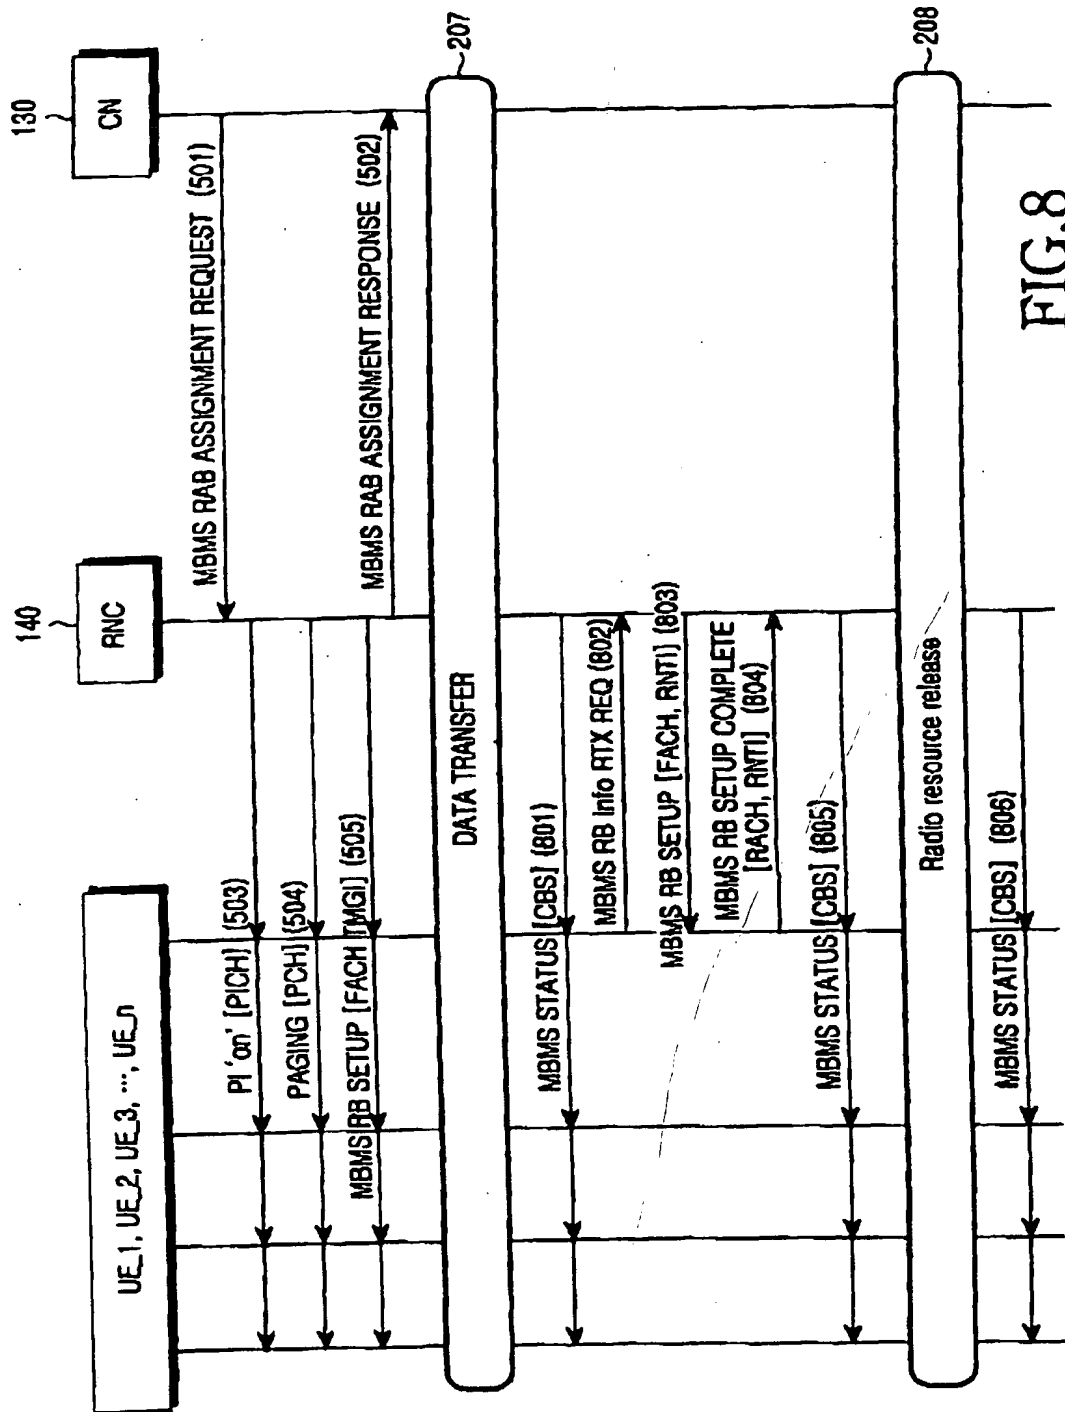 UE_1, UE_2, UE_3, ···, UE_n
140
RNC
130
CN
MBMS RAB ASSIGNMENT REQUEST (501)
PI 'on' [PICH] (503)
PAGING [PCH] (504)
MBMS RB SETUP [FACH TMGI] (505)
MBMS RAB ASSIGNMENT RESPONSE (502)
DATA TRANSFER
207
MBMS STATUS [CBS] (801)
MBMS RB Info RTX REQ (802)
MBMS RB SETUP [FACH, RNTI] (803)
MBMS RB SETUP COMPLETE
[RACH, RNTI] (804)
MBMS STATUS [CBS] (805)
Radio resource release
208
MBMS STATUS [CBS] (806)
FIG.8